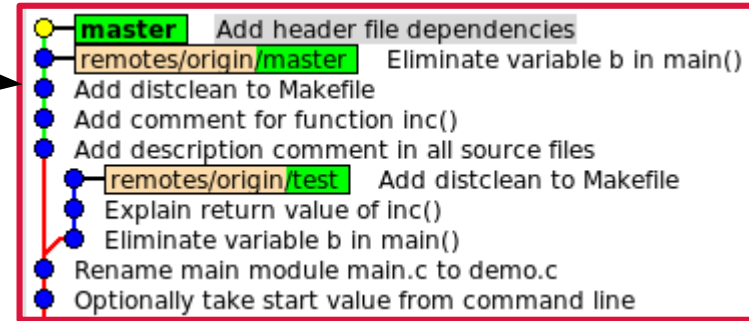 master Add header file dependencies
remotes/origin/master Eliminate variable b in main()
Add distclean to Makefile
Add comment for function inc()
Add description comment in all source files
remotes/origin/test Add distclean to Makefile
Explain return value of inc()
Eliminate variable b in main()
Rename main module main.c to demo.c
Optionally take start value from command line